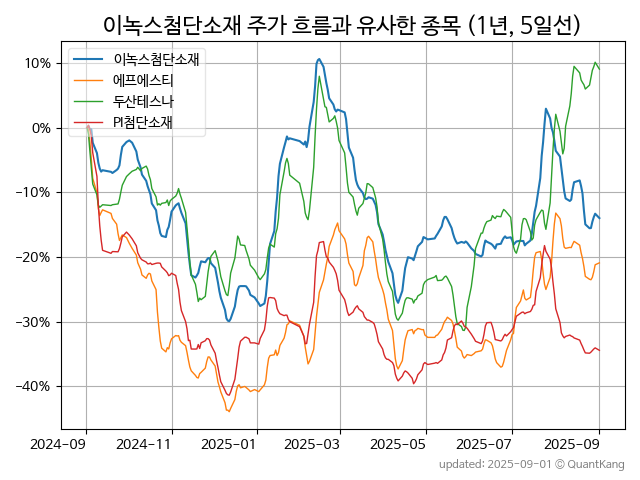 이녹스첨단소재 주가 흐름과 유사한 종목 (1년, 5일선)
이녹스첨단소재
에프에스티
두산테스나
PI첨단소재
10%
0%
−10%
−20%
−30%
−40%
2024-09
2024-11
2025-01
2025-03
2025-05
2025-07
2025-09
updated: 2025-09-01 © QuantKang